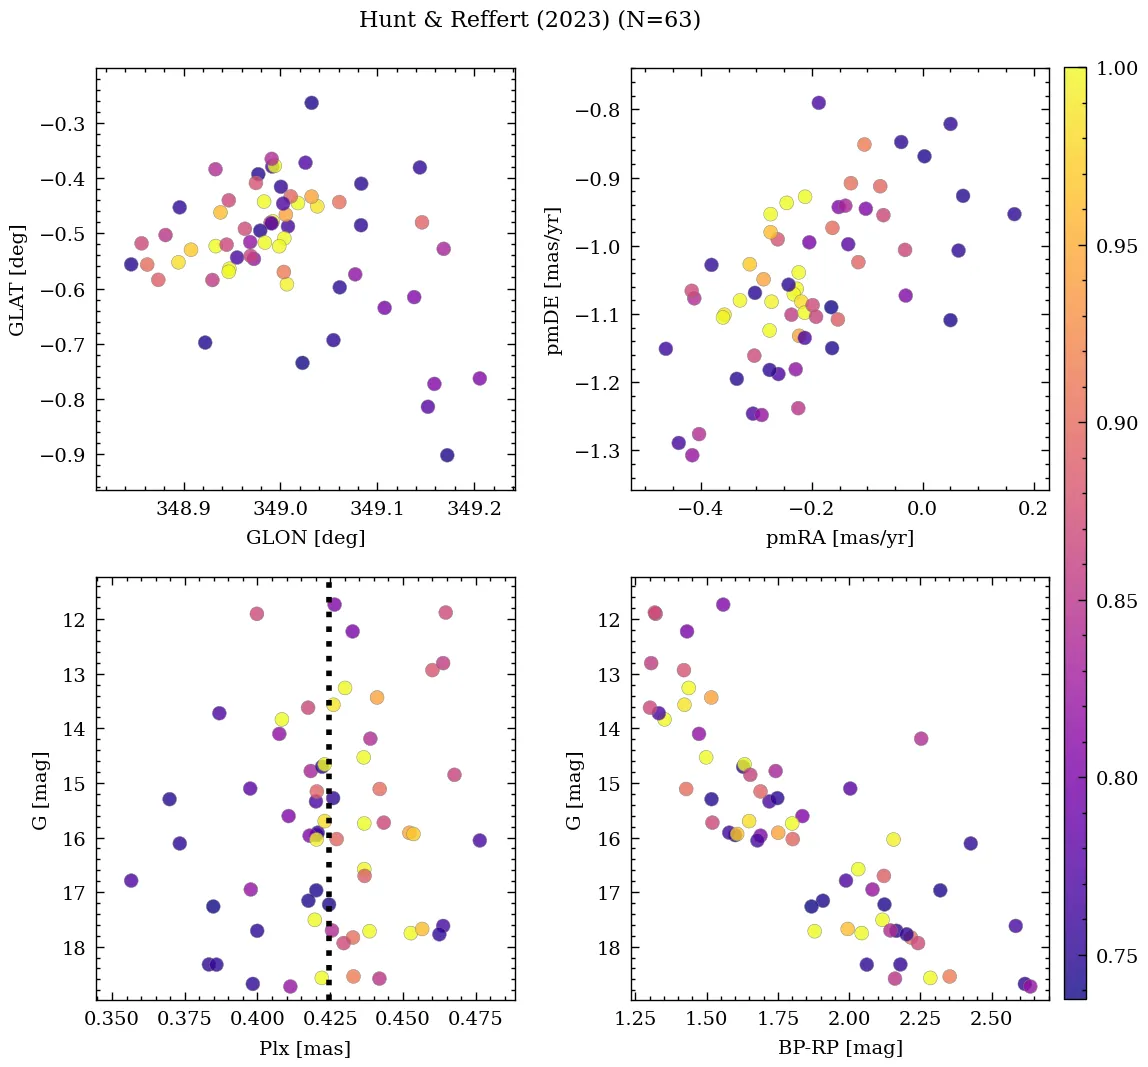 Hunt & Reffert (2023) (N=63)
−0.3
−0.4
−0.5
−0.6
−0.7
−0.8
−0.9
GLAT [deg]
348.9 349.0 349.1 349.2
GLON [deg]
−0.8
−0.9
−1.0
−1.1
−1.2
−1.3
pmDE [mas/yr]
−0.4 −0.2 0.0 0.2
pmRA [mas/yr]
12
13
14
15
16
17
18
G [mag]
0.350 0.375 0.400 0.425 0.450 0.475
Plx [mas]
12
13
14
15
16
17
18
G [mag]
1.25 1.50 1.75 2.00 2.25 2.50
BP-RP [mag]
1.00
0.95
0.90
0.85
0.80
0.75